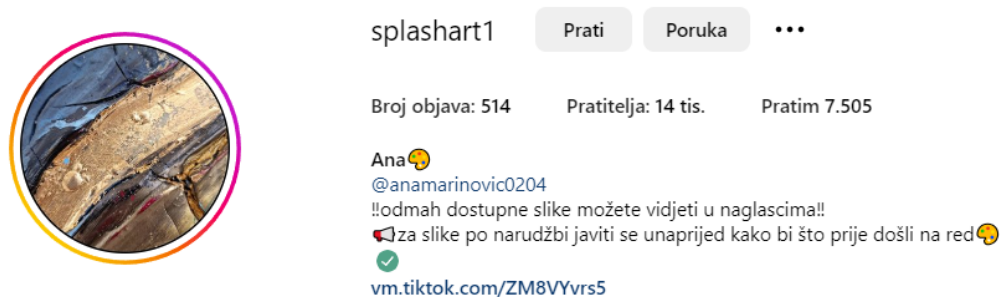 splashart1 Prati Poruka •••
Broj objava: 514 Pratitelja: 14 tis. Pratim 7.505
Ana🎨
@anamarinovic0204
‼️odmah dostupne slike možete vidjeti u naglascima‼️
📢za slike po narudžbi javiti se unaprijed kako bi što prije došli na red🎨
✅
vm.tiktok.com/ZM8VYvrs5